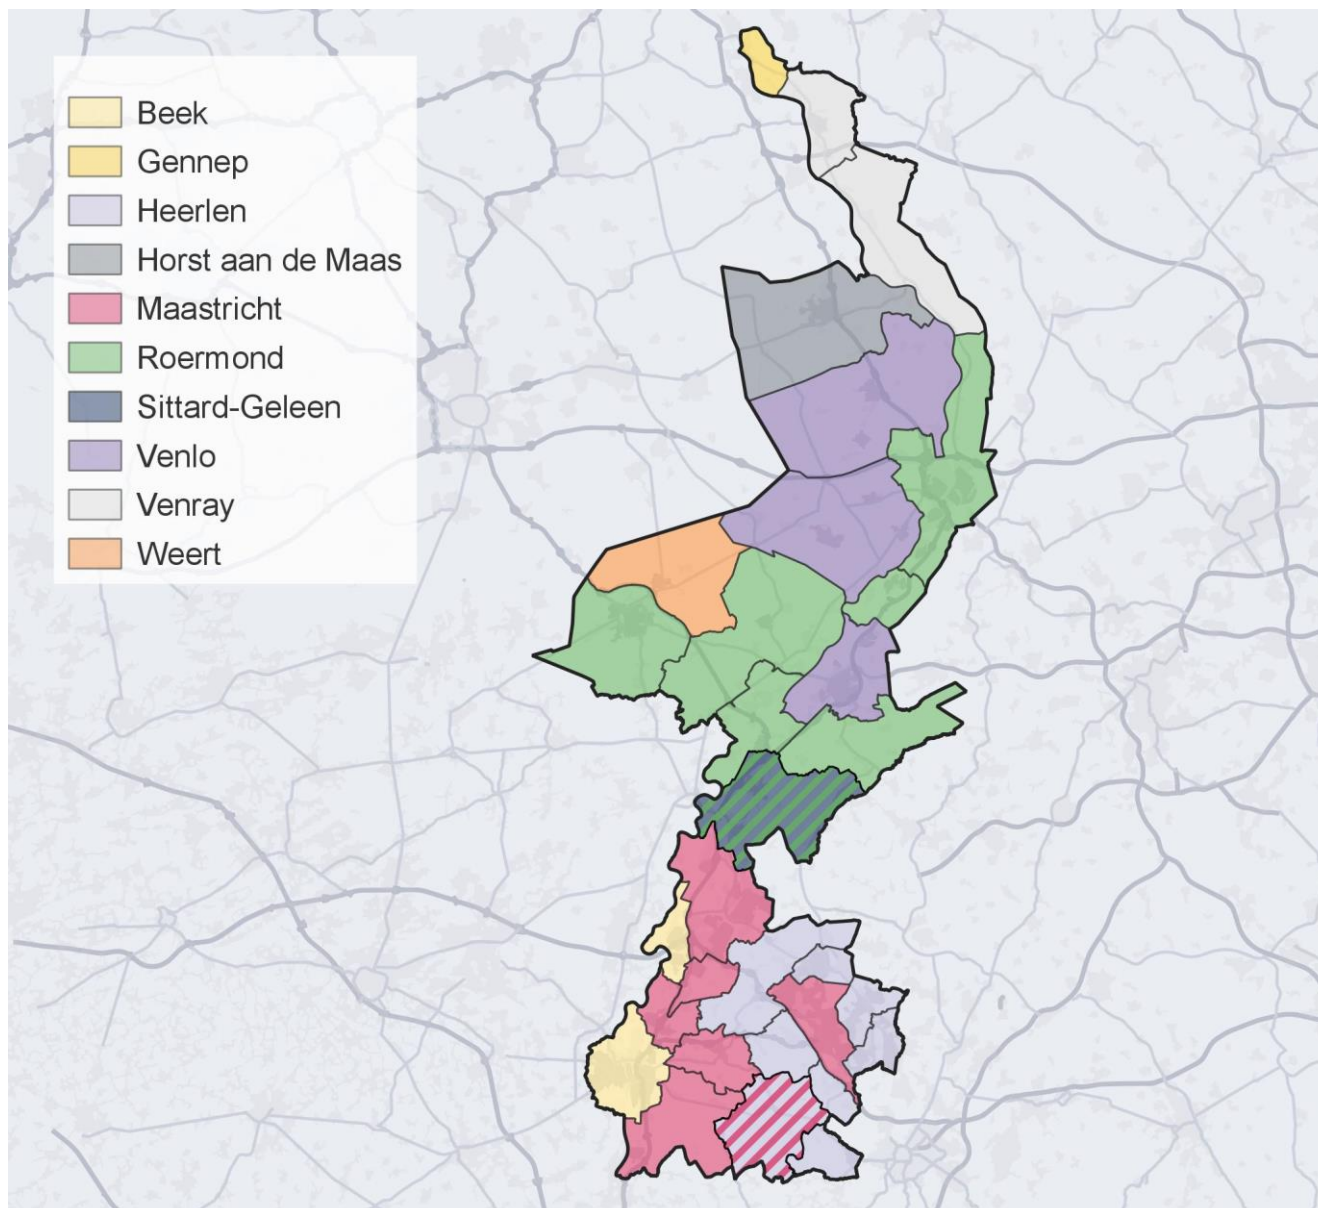 Beek
Gennep
Heerlen
Horst aan de Maas
Maastricht
Roermond
Sittard-Geleen
Venlo
Venray
Weert